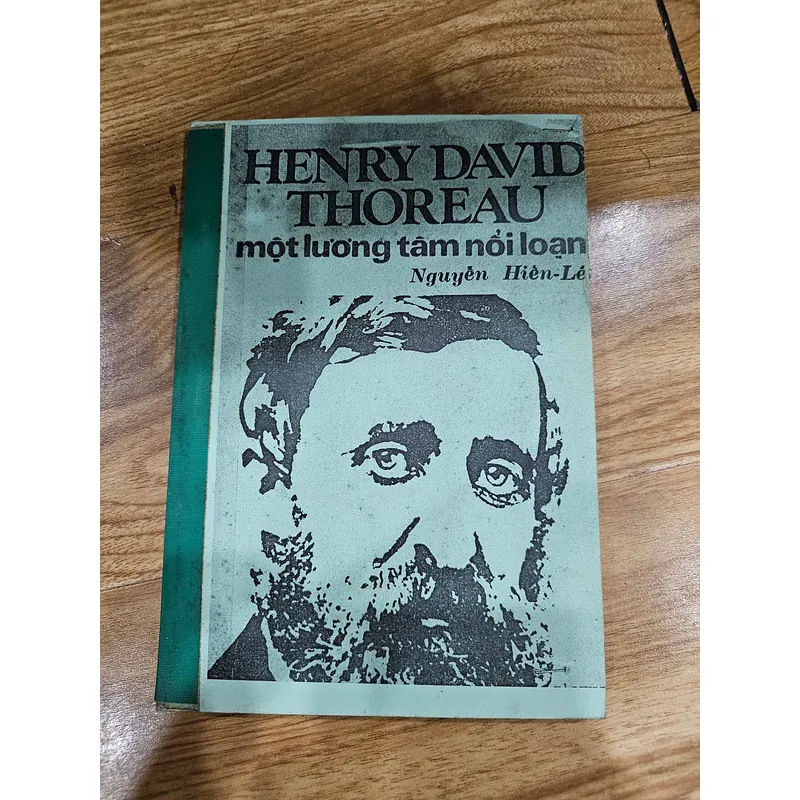 HENRY DAVID
THOREAU
một lương tâm nổi loạn
Nguyễn Hiến-Lê